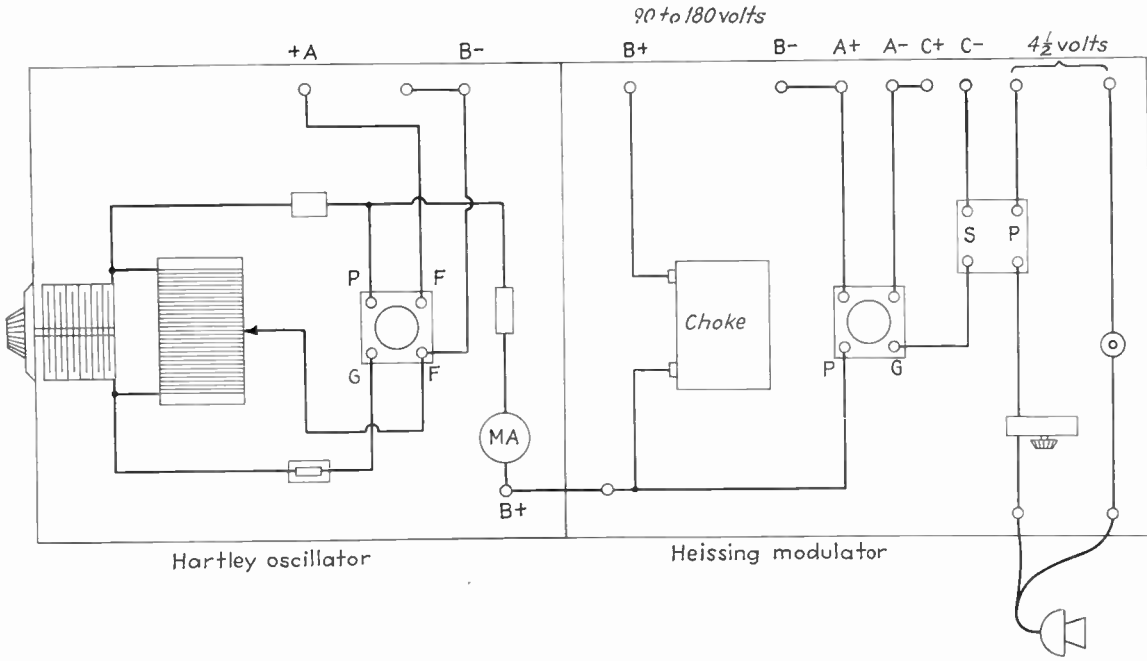 90 to 180 volts
+A B- B+ B- A+ A- C+ C- 4½ volts
S P
P F
Choke
G F P G
MA
B+
Hartley oscillator
Heissing modulator